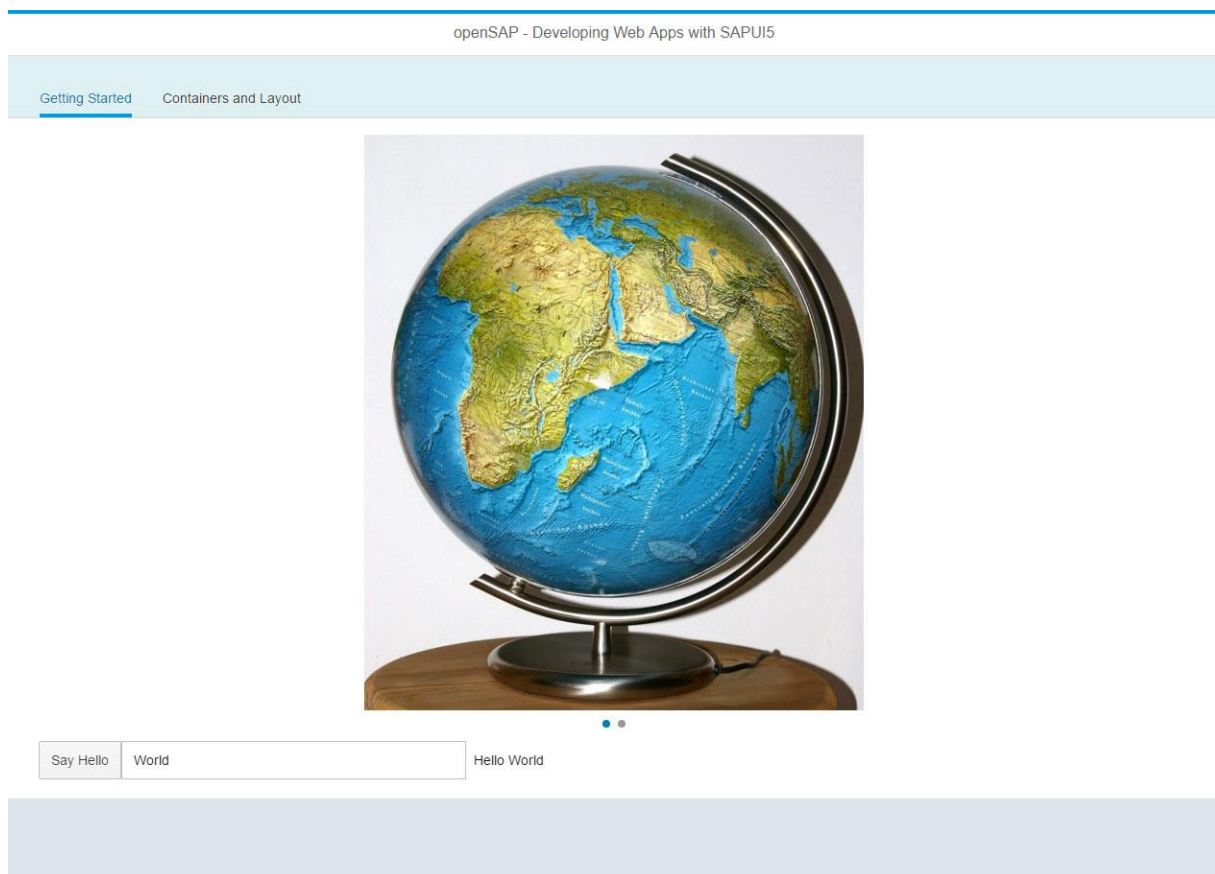 openSAP - Developing Web Apps with SAPUI5
Getting Started Containers and Layout
Say Hello World Hello World